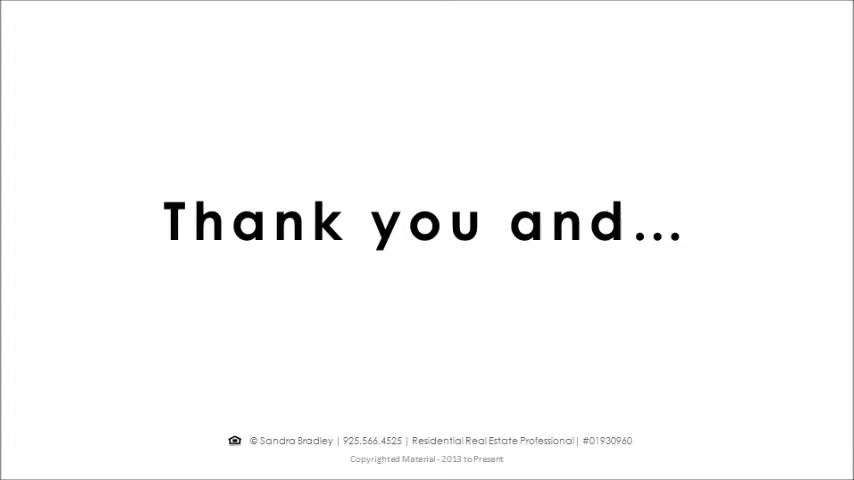 Thank you and...
© Sandra Bradley | 925.566.4525 | Residential Real Estate Professional | #01930960
Copyrighted Material - 2013 to Present